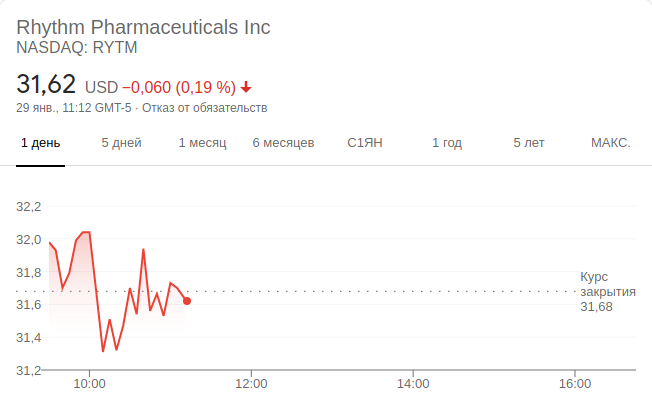 Rhythm Pharmaceuticals Inc
NASDAQ: RYTM
31,62 USD −0,060 (0,19 %)
29 янв., 11:12 GMT-5 · Отказ от обязательств
1 день 5 дней 1 месяц 6 месяцев С1ЯН 1 год 5 лет МАКС.
32,2
32,0
31,8
31,6
31,4
31,2
Курс
закрытия
31,68
10:00 12:00 14:00 16:00